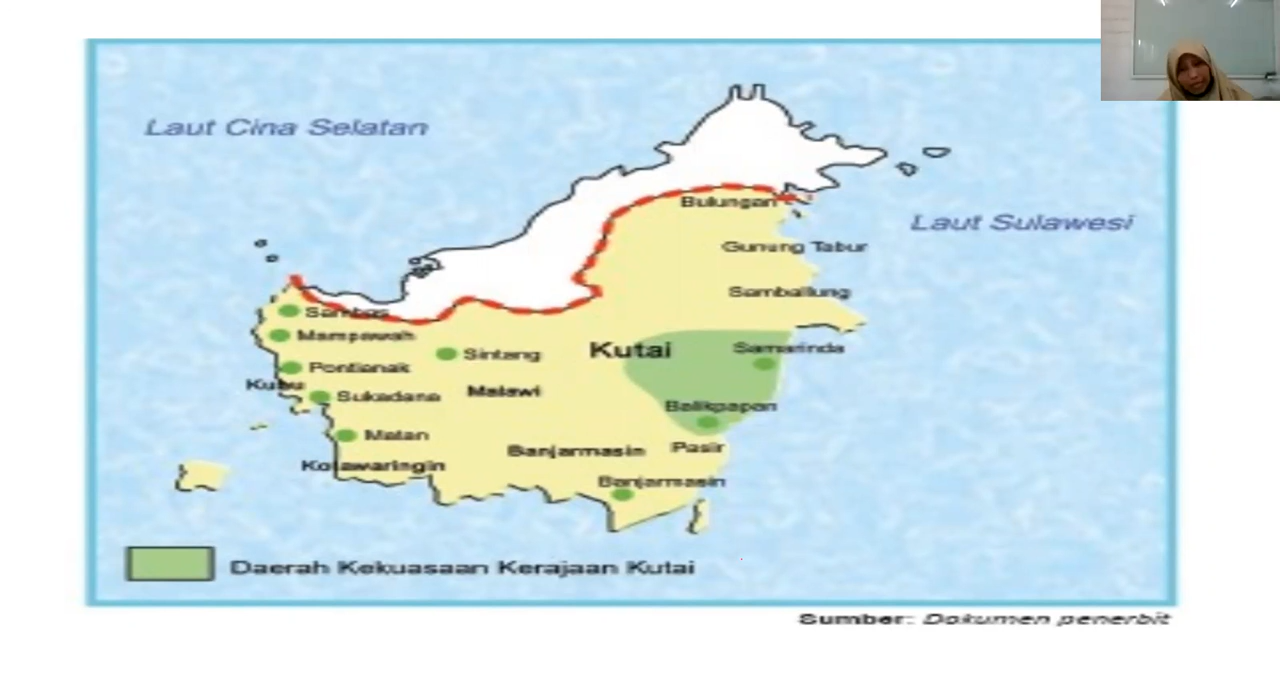 Laut Cina Selatan
Bulungan
Laut Sulawesi
Gunung Tabur
Sambaliung
Sambas
Mampawah
Kutai
Samarinda
Sintang
Pontianak
Kubu
Sukadana
Malawi
Balikpapan
Matan
Banjarmasin
Pasir
Kotawaringin
Banjarmasin
Daerah Kekuasaan Kerajaan Kutai
Sumber: Dokumen penerbit